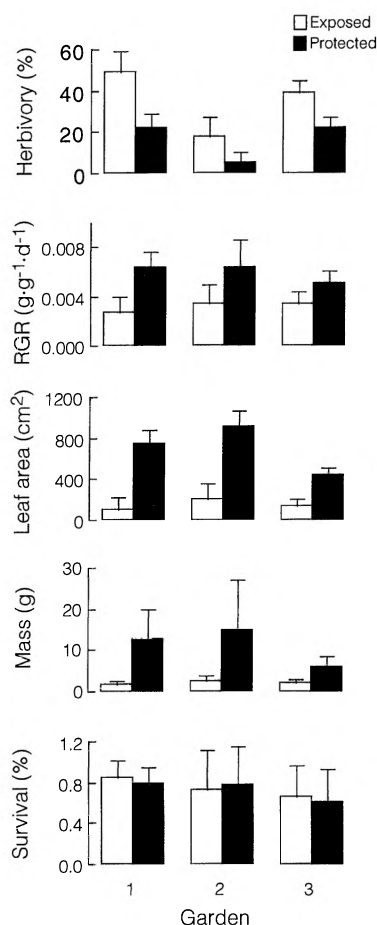 Exposed
Protected
Herbivory (%)
60
40
20
0
RGR (g·g⁻¹·d⁻¹)
0.008
0.004
0.000
Leaf area (cm²)
1200
800
400
0
Mass (g)
30
20
10
0
Survival (%)
1.2
0.8
0.4
0.0
1 2 3
Garden